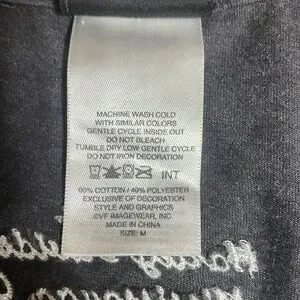 MACHINE WASH COLD
WITH SIMILAR COLORS
GENTLE CYCLE INSIDE OUT
DO NOT BLEACH
TUMBLE DRY LOW GENTLE CYCLE
DO NOT IRON DECORATION
INT
60% COTTON / 40% POLYESTER
EXCLUSIVE OF DECORATION
STYLE AND GRAPHICS
©VF IMAGEWEAR, INC
MADE IN CHINA
SIZE: M